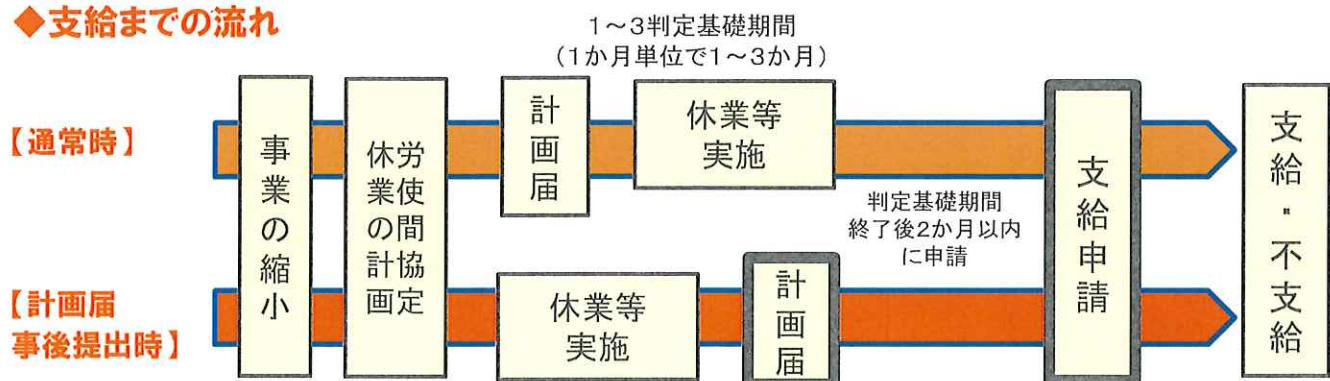 ◆支給までの流れ
1～3判定基礎期間
（1か月単位で1～3か月）
【通常時】
事業の縮小
労使間協定
休業の計画
計画届
休業等
実施
判定基礎期間
終了後2か月以内
に申請
支給申請
支給・不支給
【計画届
事後提出時】
休業等
実施
計画届